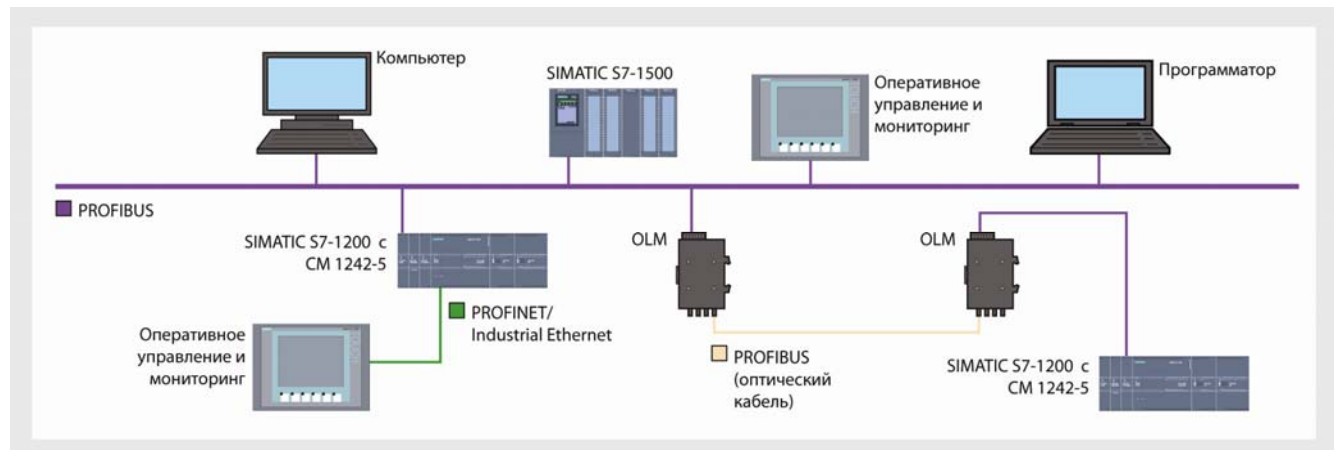 Компьютер
SIMATIC S7-1500
Оперативное
управление и
мониторинг
Программатор
PROFIBUS
SIMATIC S7-1200 с
CM 1242-5
OLM
OLM
PROFINET/
Industrial Ethernet
Оперативное
управление и
мониторинг
PROFIBUS
(оптический
кабель)
SIMATIC S7-1200 с
CM 1242-5